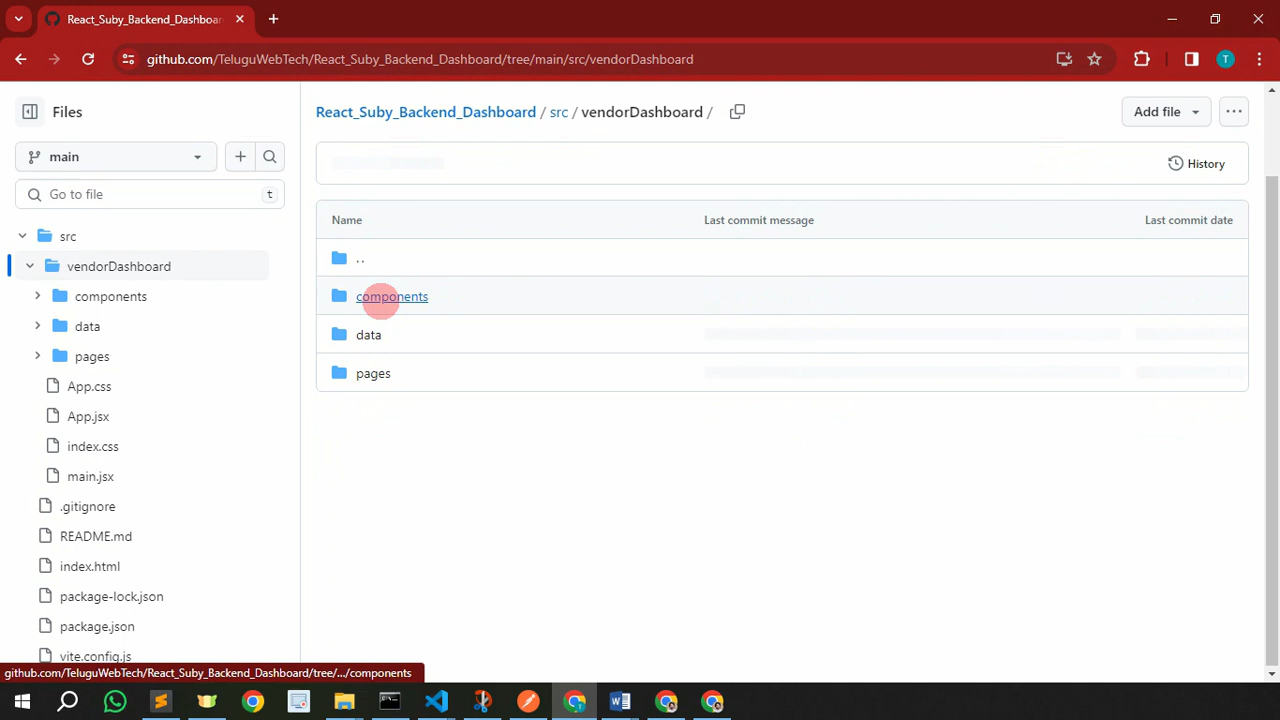 React_Suby_Backend_Dashboar
github.com/TeluguWebTech/React_Suby_Backend_Dashboard/tree/main/src/vendorDashboard
T
Files
React_Suby_Backend_Dashboard / src / vendorDashboard /
Add file
main
History
Go to file
t
Name
Last commit message
Last commit date
src
vendorDashboard
components
data
pages
App.css
App.jsx
index.css
main.jsx
.gitignore
README.md
index.html
package-lock.json
package.json
vite.config.js
..
components
data
pages
github.com/TeluguWebTech/React_Suby_Backend_Dashboard/tree/.../components